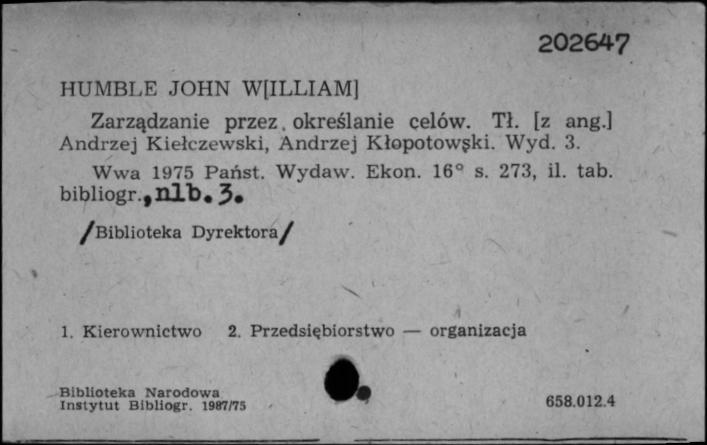 202647
HUMBLE JOHN W[ILLIAM]
Zarządzanie przez określanie celów. Tł. [z ang.]
Andrzej Kiełczewski, Andrzej Kłopotowski. Wyd. 3.
Wwa 1975 Państ. Wydaw. Ekon. 16° s. 273, il. tab.
bibliogr., nlb. 3.
/Biblioteka Dyrektora/
1. Kierownictwo 2. Przedsiębiorstwo — organizacja
Biblioteka Narodowa
Instytut Bibliogr. 1987/75
658.012.4